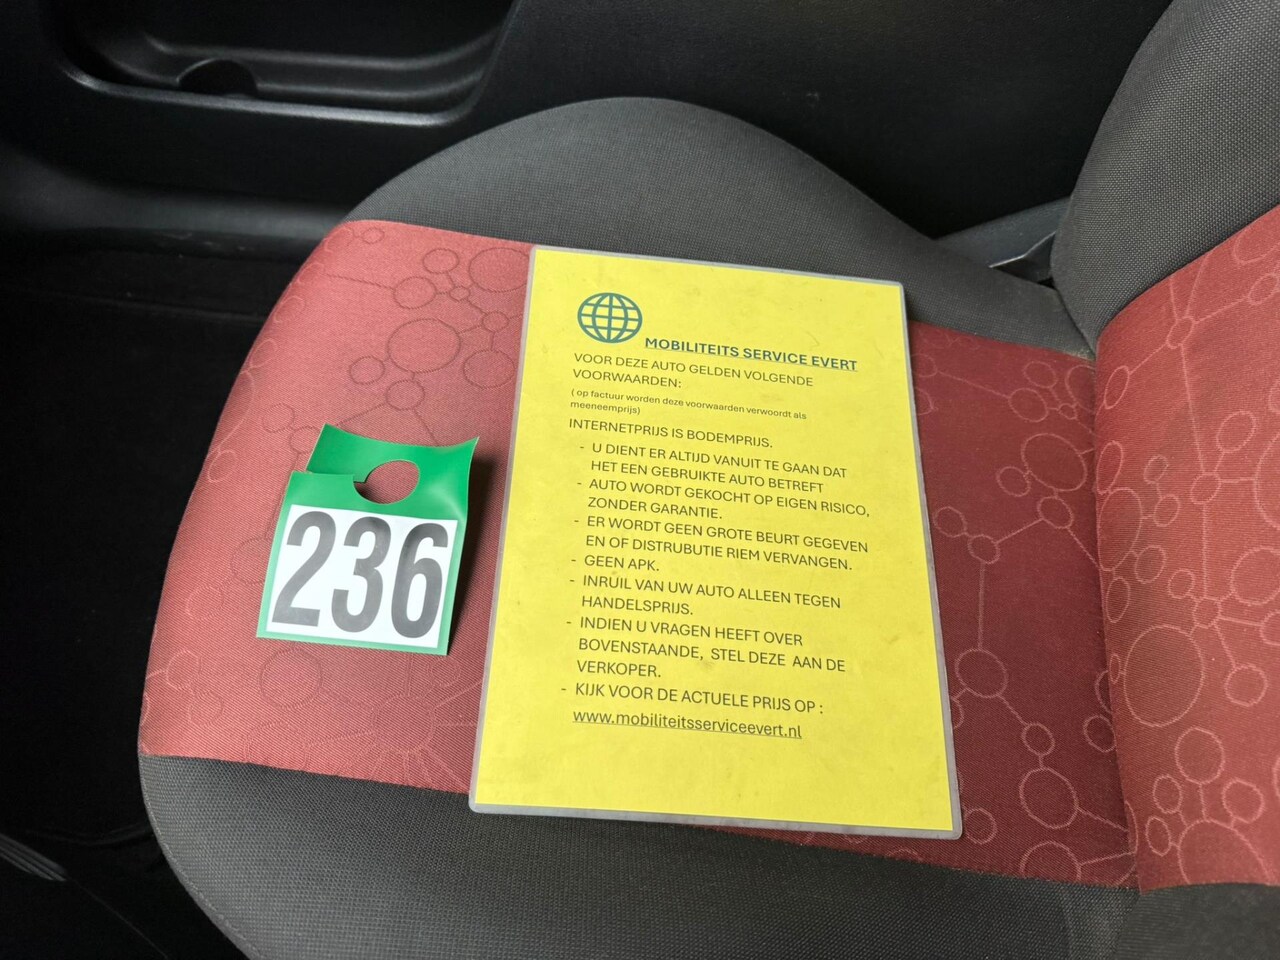 MOBILITEITS SERVICE EVERT
VOOR DEZE AUTO GELDEN VOLGENDE
VOORWAARDEN:
( op factuur worden deze voorwaarden verwoordt als
meeneemprijs)
INTERNETPRIJS IS BODEMPRIJS.
- U DIENT ER ALTIJD VANUIT TE GAAN DAT
HET EEN GEBRUIKTE AUTO BETREFT
- AUTO WORDT GEKOCHT OP EIGEN RISICO,
ZONDER GARANTIE.
- ER WORDT GEEN GROTE BEURT GEGEVEN
EN OF DISTRUBUTIE RIEM VERVANGEN.
- GEEN APK.
- INRUIL VAN UW AUTO ALLEEN TEGEN
HANDELSPRIJS.
- INDIEN U VRAGEN HEEFT OVER
BOVENSTAANDE, STEL DEZE AAN DE
VERKOPER.
- KIJK VOOR DE ACTUELE PRIJS OP :
www.mobiliteitsserviceevert.nl
236